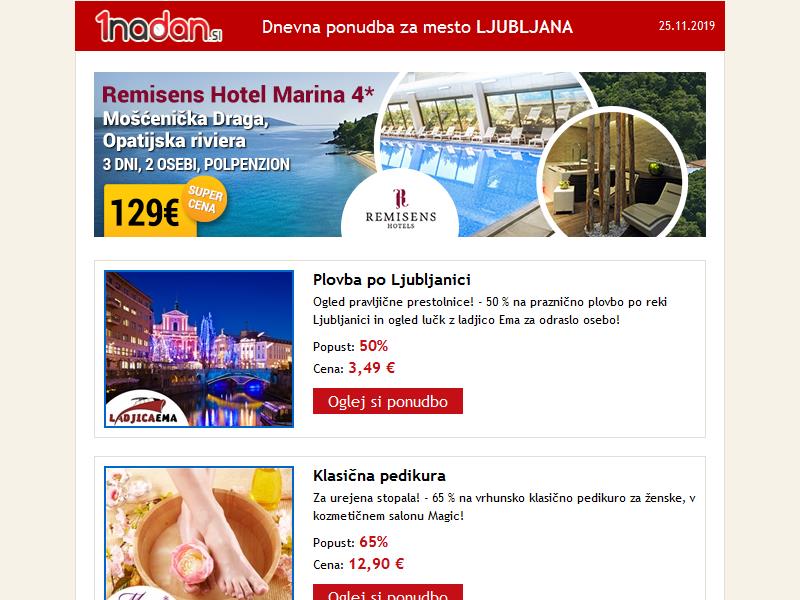 1nadan.si
Dnevna ponudba za mesto LJUBLJANA
25.11.2019
Remisens Hotel Marina 4*
Mošćenička Draga,
Opatijska riviera
3 DNI, 2 OSEBI, POLPENZION
129€
SUPER
CENA
R
REMISENS
HOTELS
Plovba po Ljubljanici
Ogled pravljične prestolnice! - 50 % na praznično plovbo po reki
Ljubljanici in ogled lučk z ladjico Ema za odraslo osebo!
Popust: 50%
Cena: 3,49 €
Oglej si ponudbo
LADJICAEMA
Klasična pedikura
Za urejena stopala! - 65 % na vrhunsko klasično pedikuro za ženske, v
kozmetičnem salonu Magic!
Popust: 65%
Cena: 12,90 €
Oglej si ponudbo